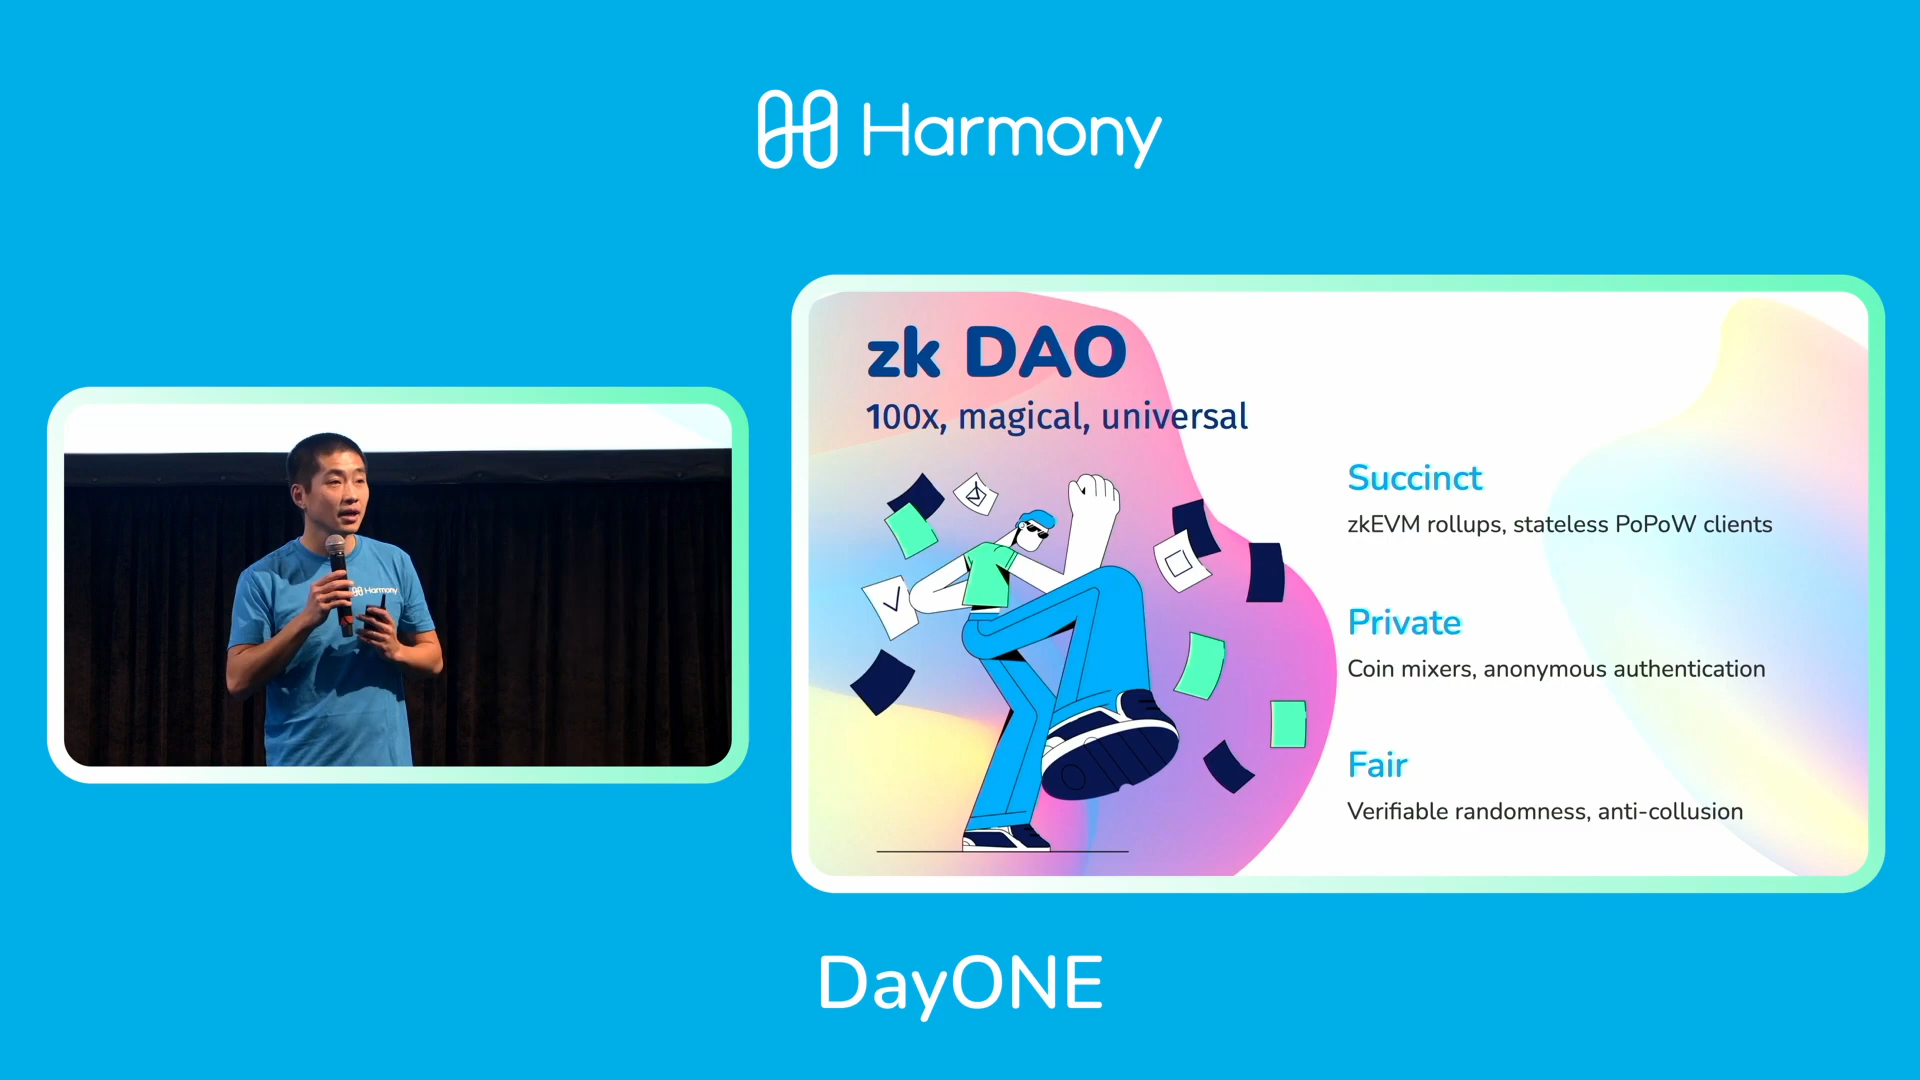 Harmony
Harmony
zk DAO
100x, magical, universal
Succinct
zkEVM rollups, stateless PoPoW clients
Private
Coin mixers, anonymous authentication
Fair
Verifiable randomness, anti-collusion
DayONE